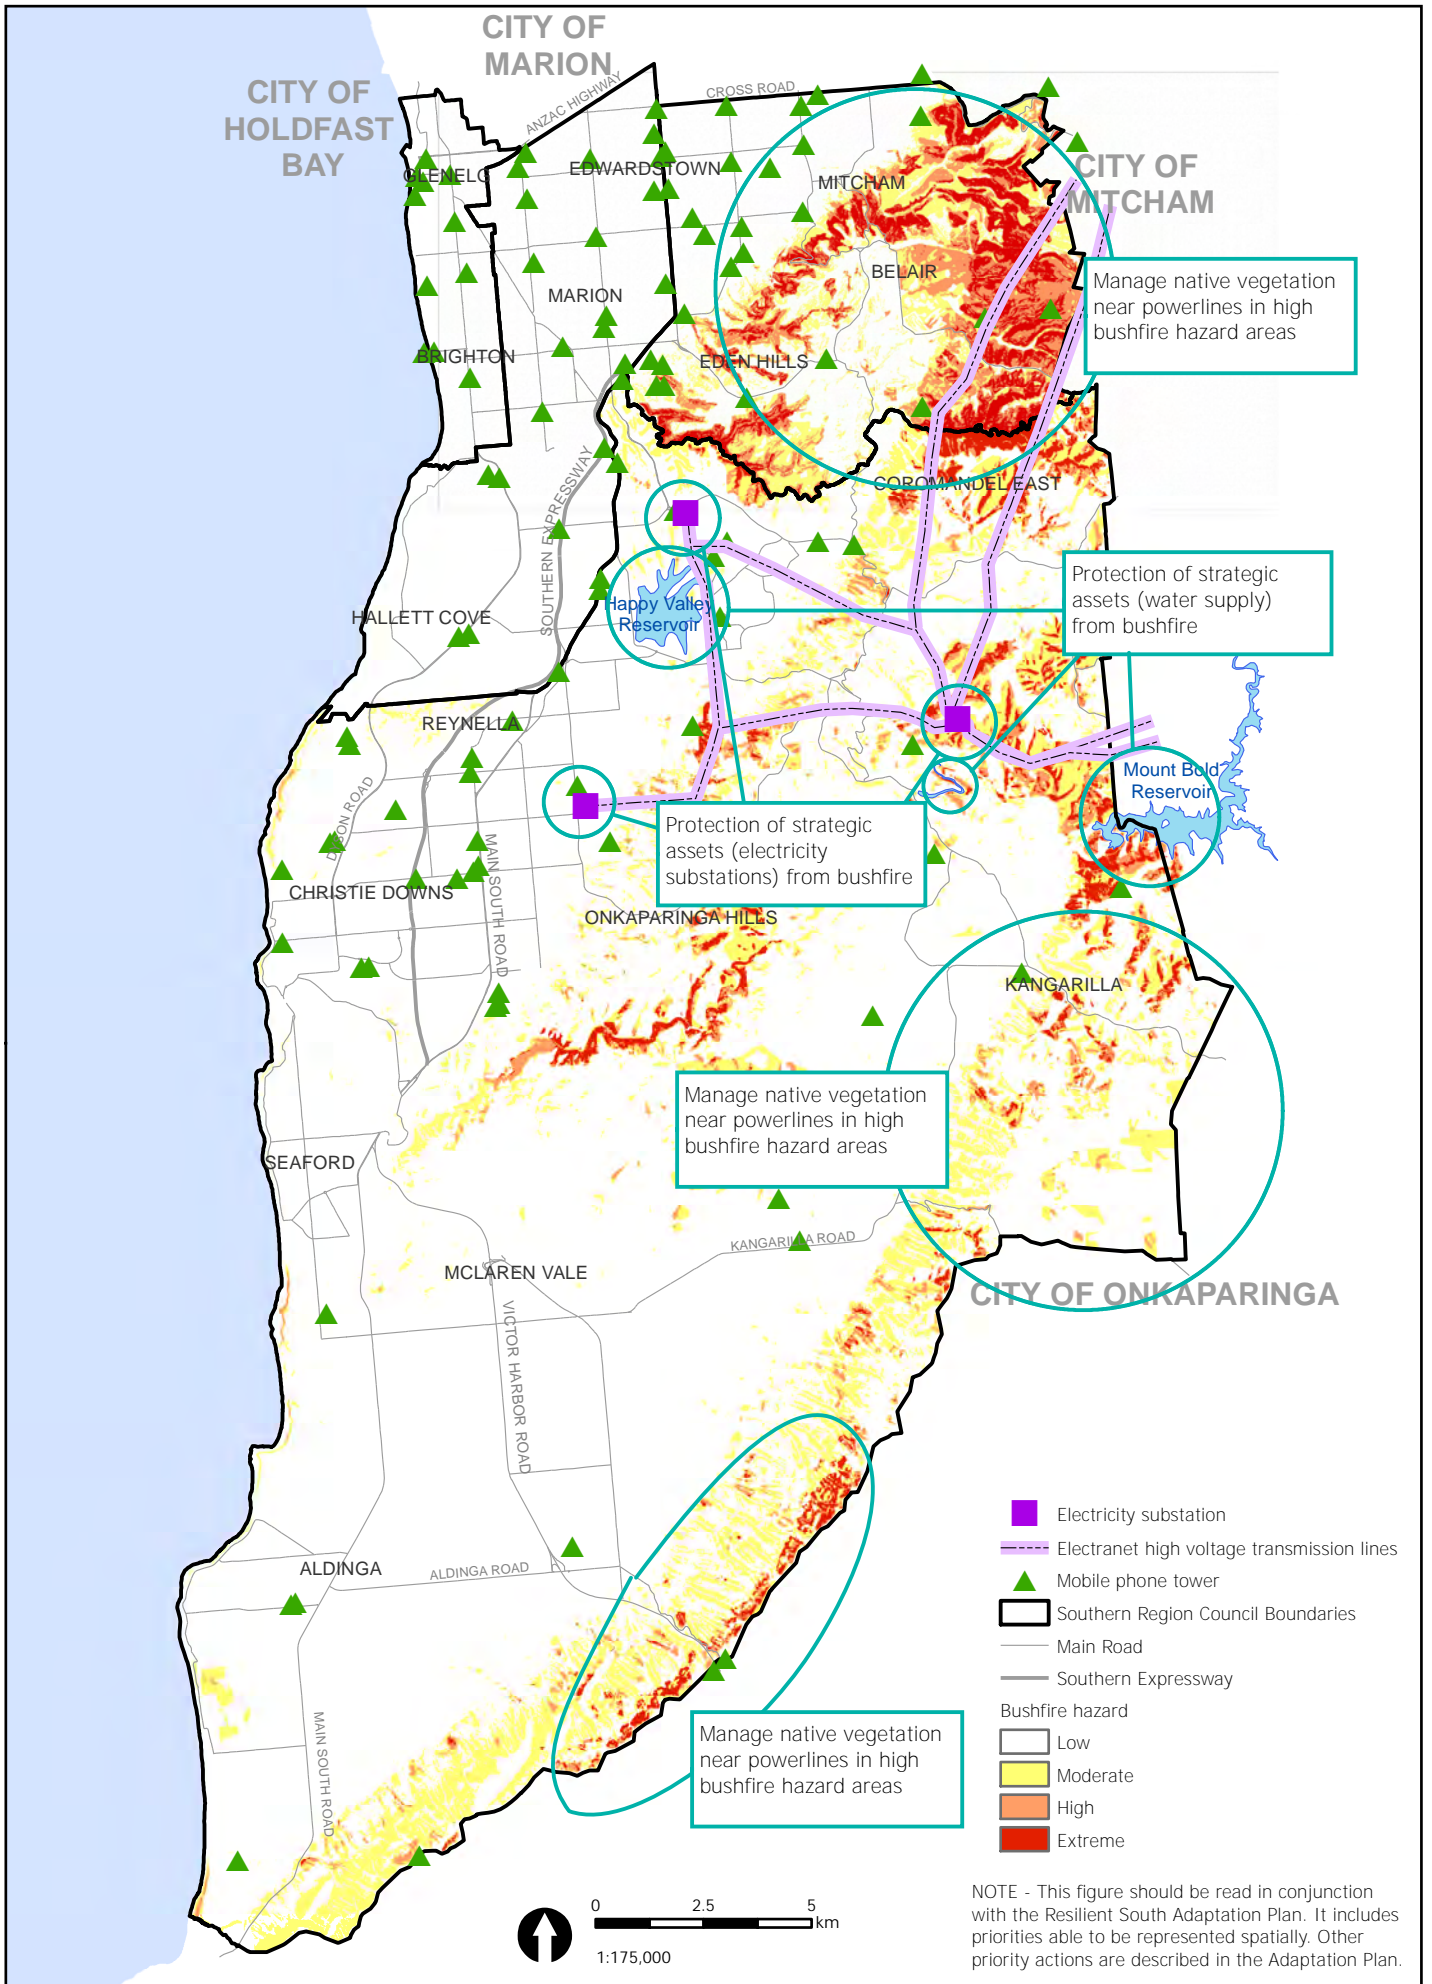 CITY OF
MARION
CITY OF
HOLDFAST
BAY
ANZAC HIGHWAY
CROSS ROAD
GLENELG
EDWARDSTOWN
MITCHAM
CITY OF
MITCHAM
BELAIR
MARION
Manage native vegetation
near powerlines in high
bushfire hazard areas
BRIGHTON
EDEN HILLS
COROMANDEL EAST
SOUTHERN EXPRESSWAY
Protection of strategic
assets (water supply)
from bushfire
Happy Valley
Reservoir
HALLETT COVE
REYNELLA
Mount Bold
Reservoir
DYSON ROAD
MAIN SOUTH ROAD
Protection of strategic
assets (electricity
substations) from bushfire
CHRISTIE DOWNS
ONKAPARINGA HILLS
KANGARILLA
Manage native vegetation
near powerlines in high
bushfire hazard areas
SEAFORD
KANGARILLA ROAD
MCLAREN VALE
CITY OF ONKAPARINGA
VICTOR HARBOR ROAD
ALDINGA
ALDINGA ROAD
MAIN SOUTH ROAD
Manage native vegetation
near powerlines in high
bushfire hazard areas
Electricity substation
Electranet high voltage transmission lines
Mobile phone tower
Southern Region Council Boundaries
Main Road
Southern Expressway
Bushfire hazard
Low
Moderate
High
Extreme
0 2.5 5
km
1:175,000
NOTE - This figure should be read in conjunction
with the Resilient South Adaptation Plan. It includes
priorities able to be represented spatially. Other
priority actions are described in the Adaptation Plan.